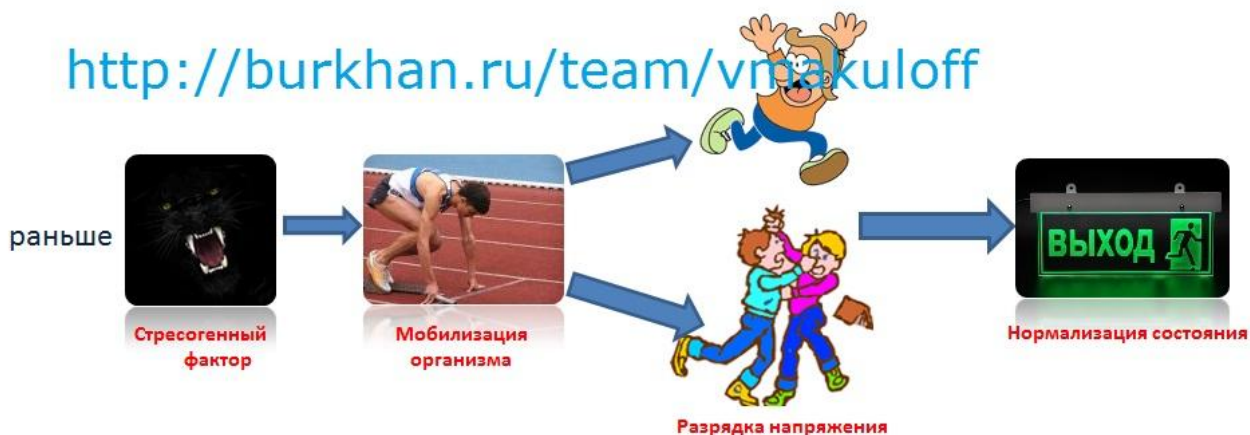 http://burkhan.ru/team/vmakuloff
раньше
ВЫХОД
Стресогенный
фактор
Мобилизация
организма
Нормализация состояния
Разрядка напряжения